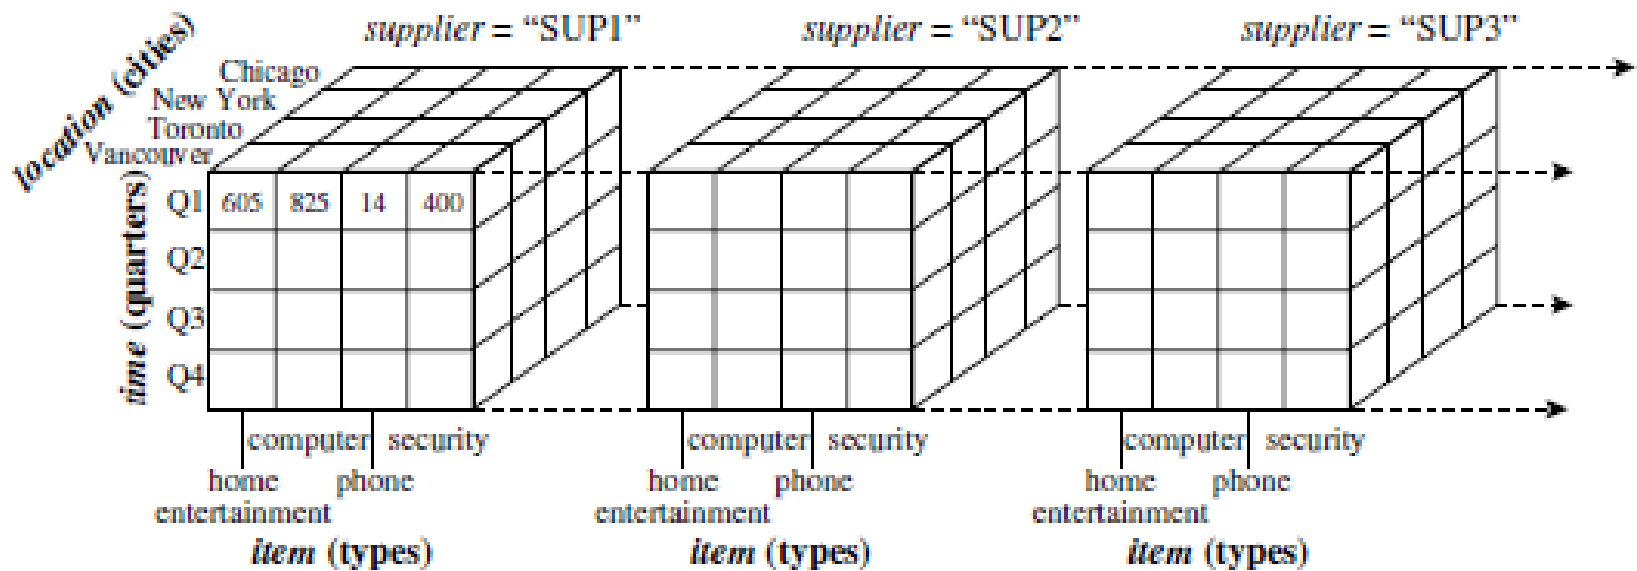 supplier = “SUP1”
supplier = “SUP2”
supplier = “SUP3”
location (cities)
Chicago
New York
Toronto
Vancouver
time (quarters)
Q1 605 825 14 400
Q2
Q3
Q4
computer security
home phone
entertainment
item (types)
computer security
home phone
entertainment
item (types)
computer security
home phone
entertainment
item (types)